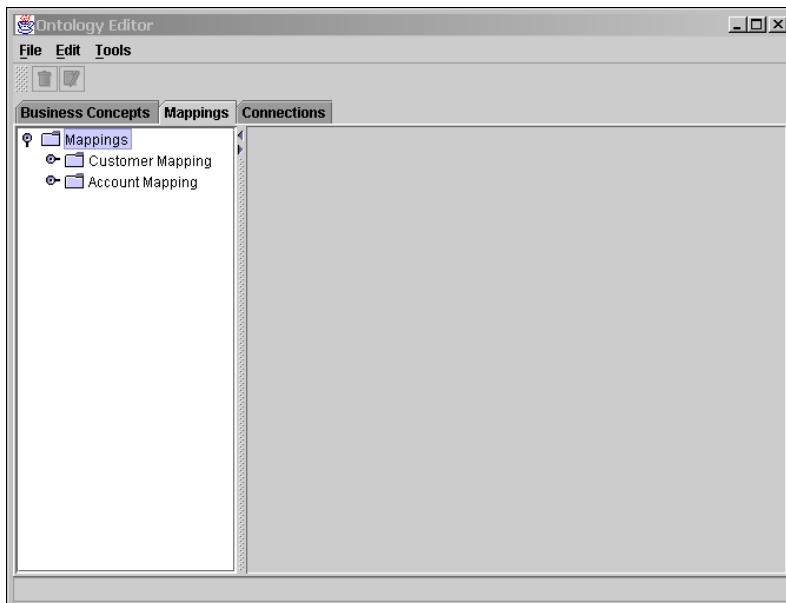 Ontology Editor
File Edit Tools
Business Concepts Mappings Connections
Mappings
Customer Mapping
Account Mapping